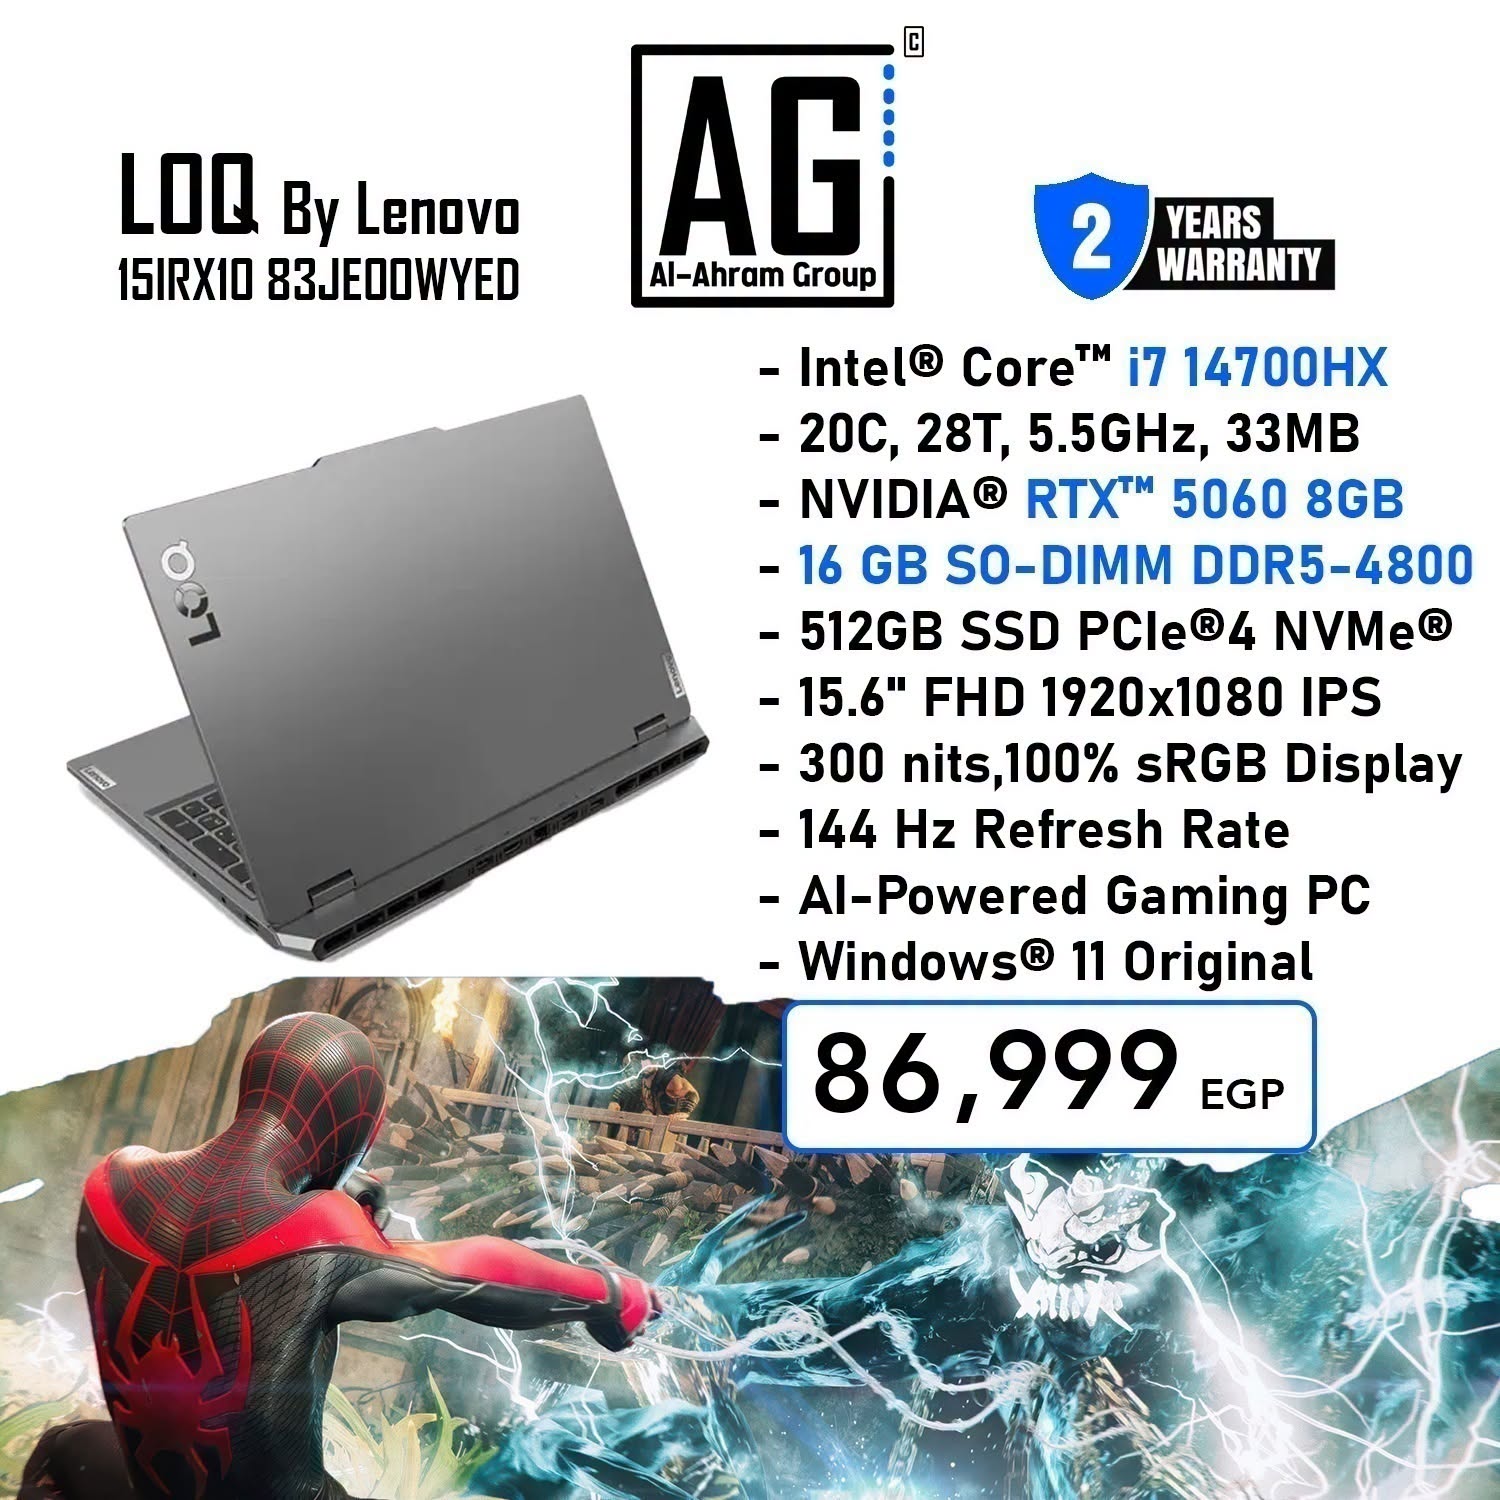 LOQ By Lenovo
15IRX10 83JE00WYED
AG
C
Al-Ahram Group
2 YEARS
WARRANTY
- Intel® Core™ i7 14700HX
- 20C, 28T, 5.5GHz, 33MB
- NVIDIA® RTX™ 5060 8GB
- 16 GB SO-DIMM DDR5-4800
- 512GB SSD PCIe®4 NVMe®
- 15.6" FHD 1920x1080 IPS
- 300 nits,100% sRGB Display
- 144 Hz Refresh Rate
- AI-Powered Gaming PC
- Windows® 11 Original
86,999 EGP
LOQ
Lenovo
Lenovo